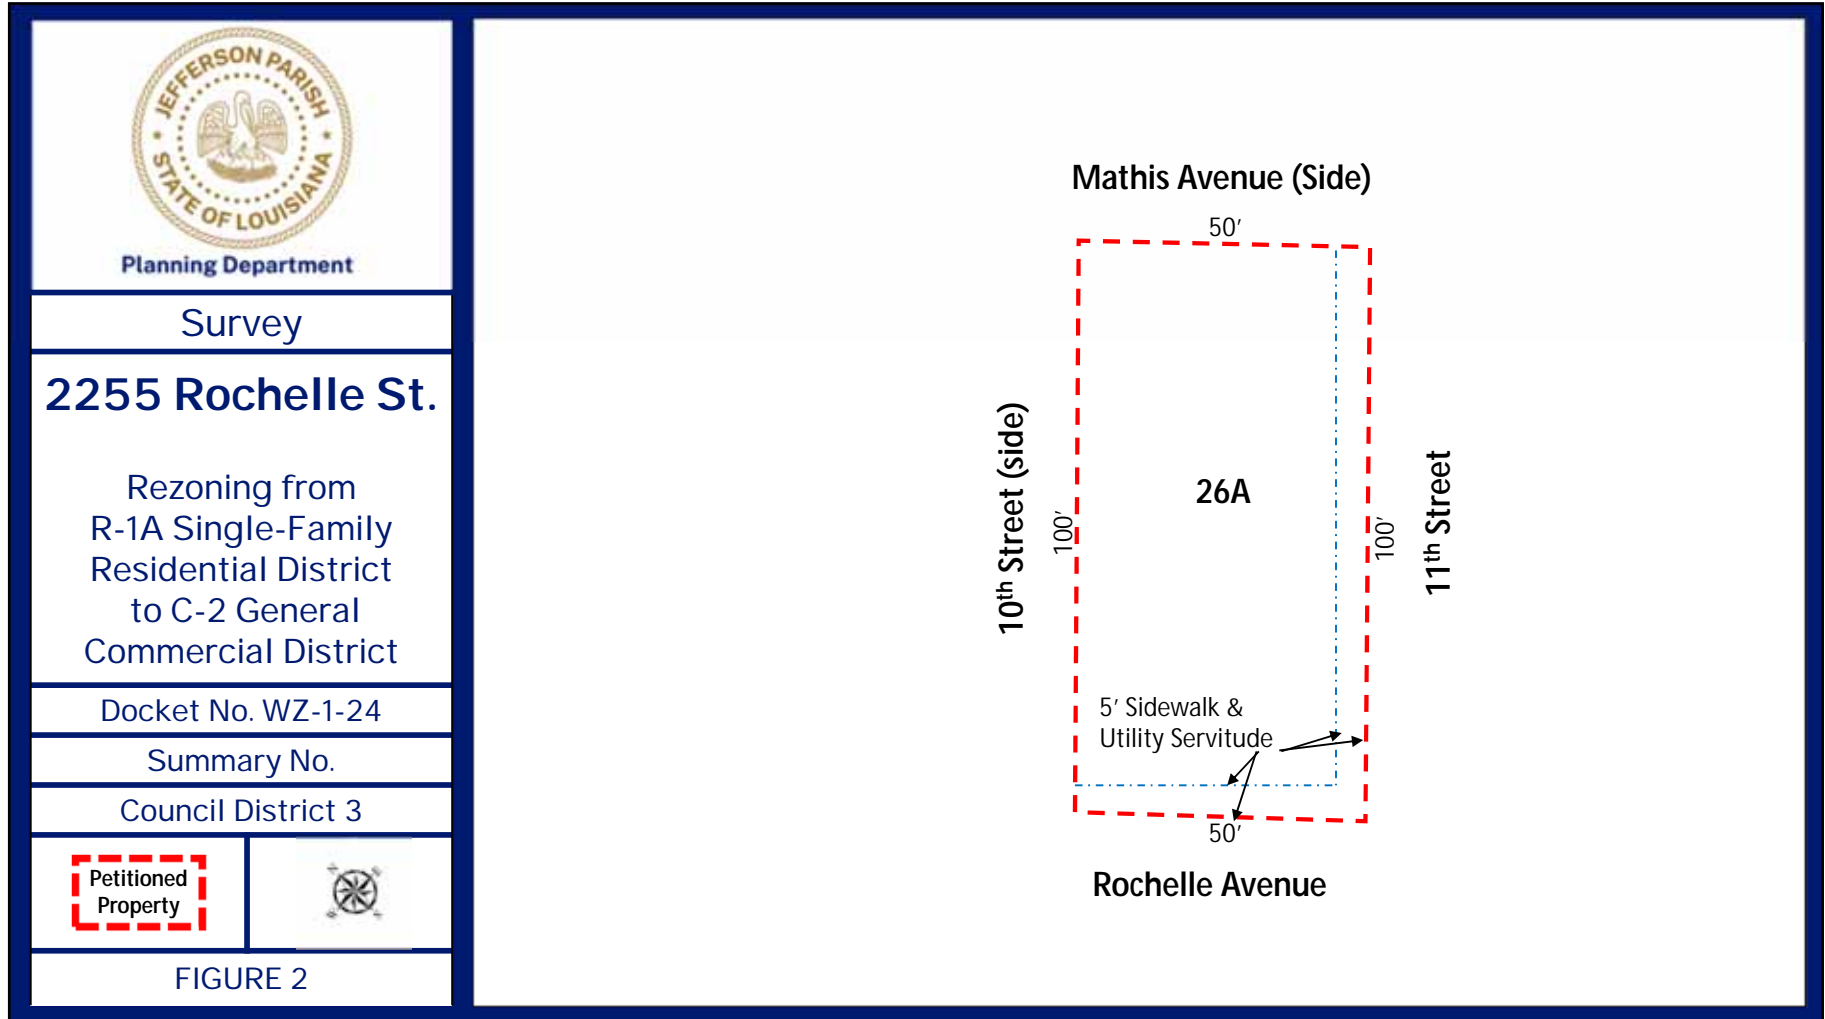 JEFFERSON PARISH
STATE OF LOUISIANA
Planning Department
Survey
2255 Rochelle St.
Rezoning from
R-1A Single-Family
Residential District
to C-2 General
Commercial District
Docket No. WZ-1-24
Summary No.
Council District 3
Petitioned
Property
FIGURE 2
Mathis Avenue (Side)
50'
10th Street (side)
100'
26A
100'
11th Street
5' Sidewalk &
Utility Servitude
50'
Rochelle Avenue